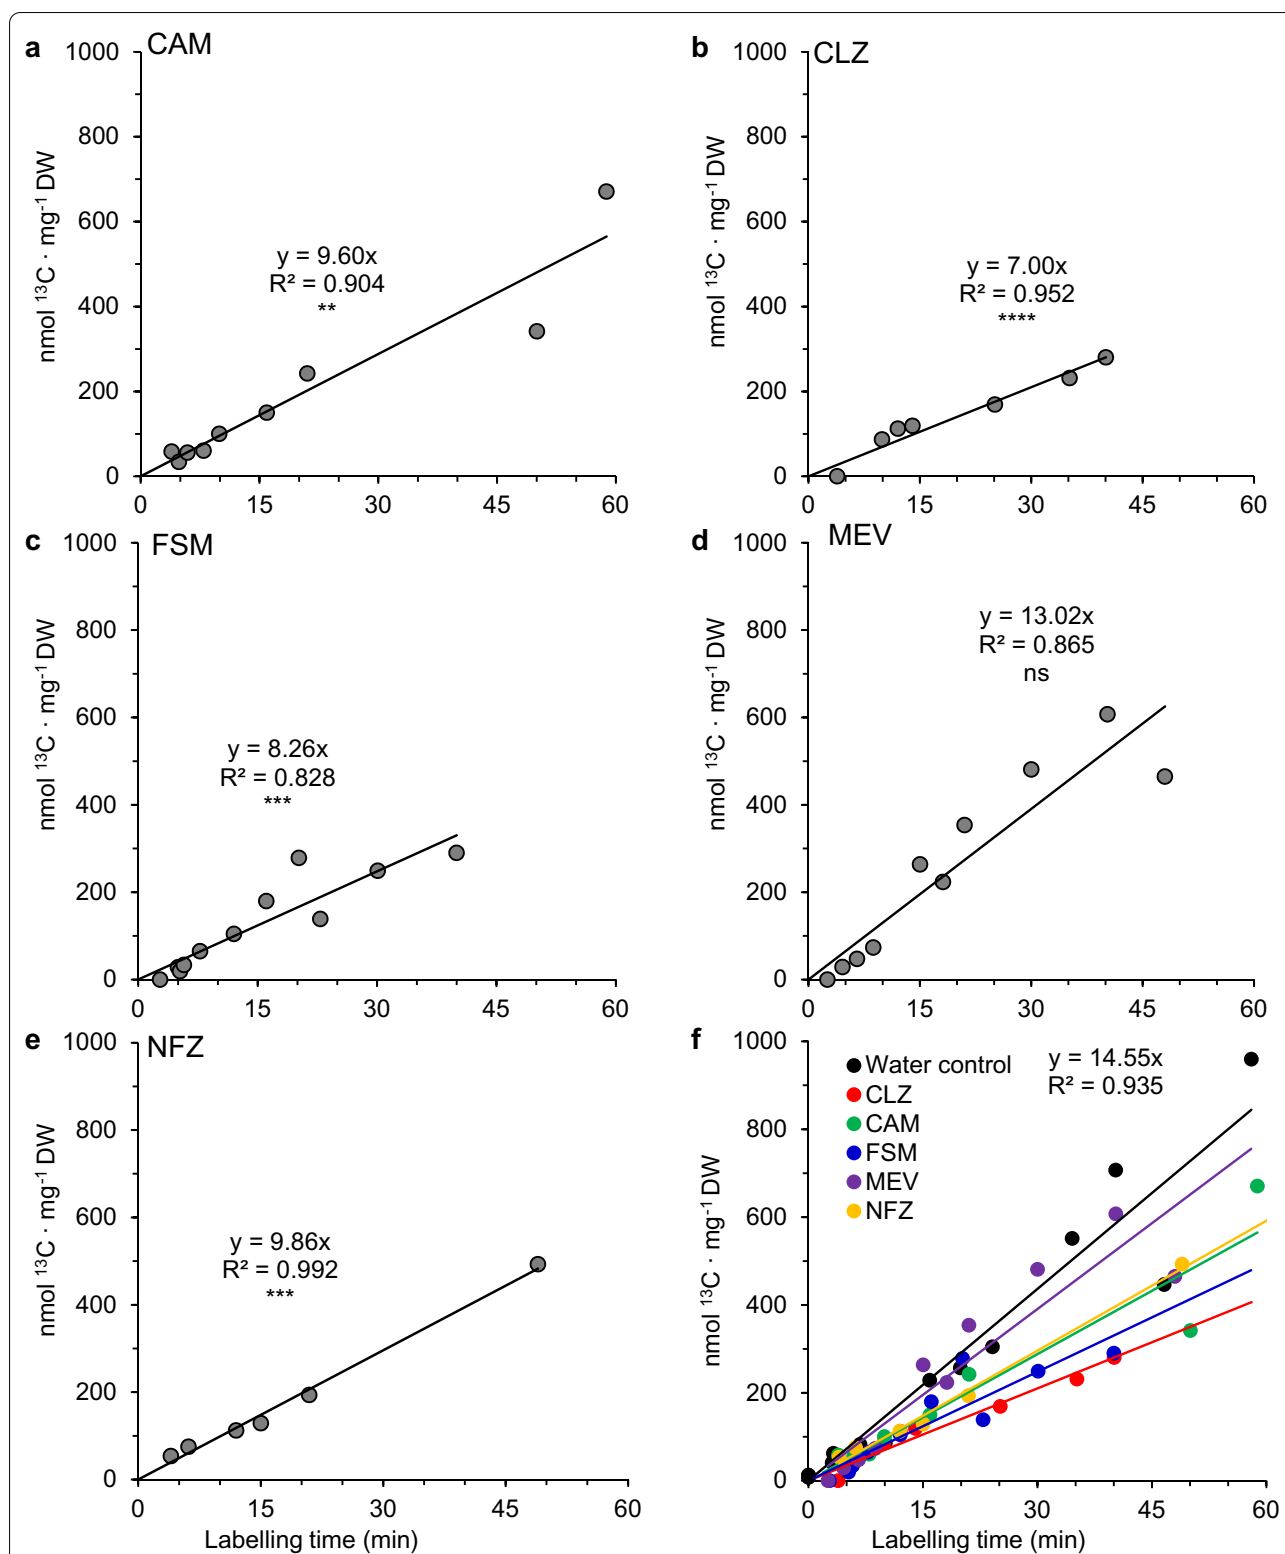 a
CAM
1000
800
600
400
200
0
nmol ¹³C · mg⁻¹ DW
y = 9.60x
R² = 0.904
**
0 15 30 45 60
b
CLZ
1000
800
600
400
200
0
nmol ¹³C · mg⁻¹ DW
y = 7.00x
R² = 0.952
****
0 15 30 45 60
c
FSM
1000
800
600
400
200
0
nmol ¹³C · mg⁻¹ DW
y = 8.26x
R² = 0.828
***
0 15 30 45 60
d
MEV
1000
800
600
400
200
0
nmol ¹³C · mg⁻¹ DW
y = 13.02x
R² = 0.865
ns
0 15 30 45 60
e
NFZ
1000
800
600
400
200
0
nmol ¹³C · mg⁻¹ DW
y = 9.86x
R² = 0.992
***
0 15 30 45 60
Labelling time (min)
f
1000
800
600
400
200
0
nmol ¹³C · mg⁻¹ DW
Water control
CLZ
CAM
FSM
MEV
NFZ
y = 14.55x
R² = 0.935
0 15 30 45 60
Labelling time (min)